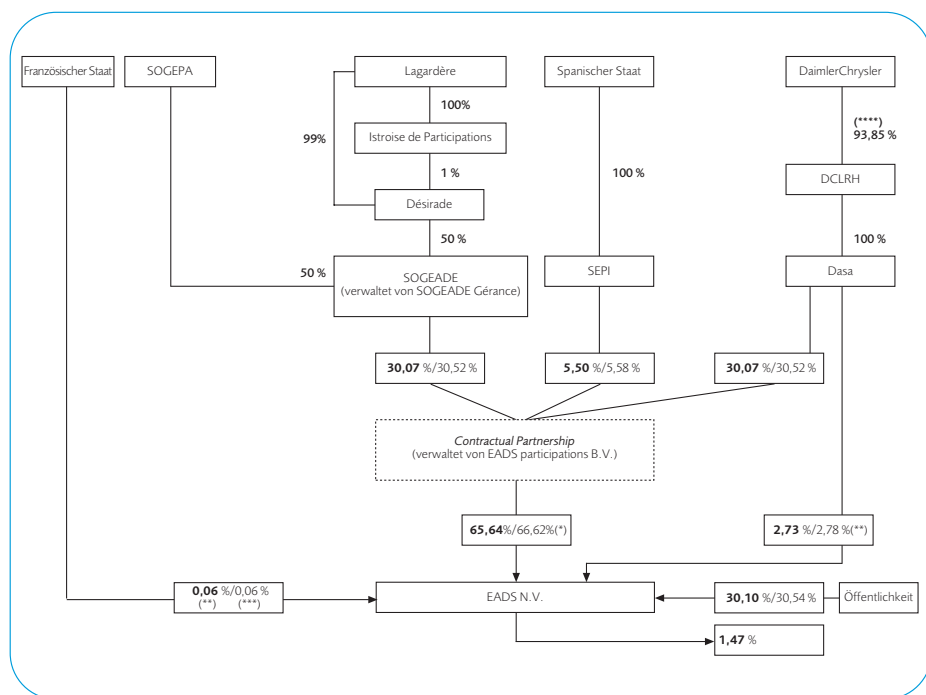 Französischer Staat
SOGEPA
Lagardère
Spanischer Staat
DaimlerChrysler
100%
(****)
93,85 %
99%
Istroise de Participations
1 %
100 %
DCLRH
Désirade
50 %
100 %
50 %
SOGEADE
(verwaltet von SOGEADE Gérance)
SEPI
Dasa
30,07 %/30,52 %
5,50 %/5,58 %
30,07 %/30,52 %
Contractual Partnership
(verwaltet von EADS participations B.V.)
65,64%/66,62%(*)
2,73 %/2,78 %(**)
0,06 %/0,06 %
(**) (***)
EADS N.V.
30,10 %/30,54 %
Öffentlichkeit
1,47 %